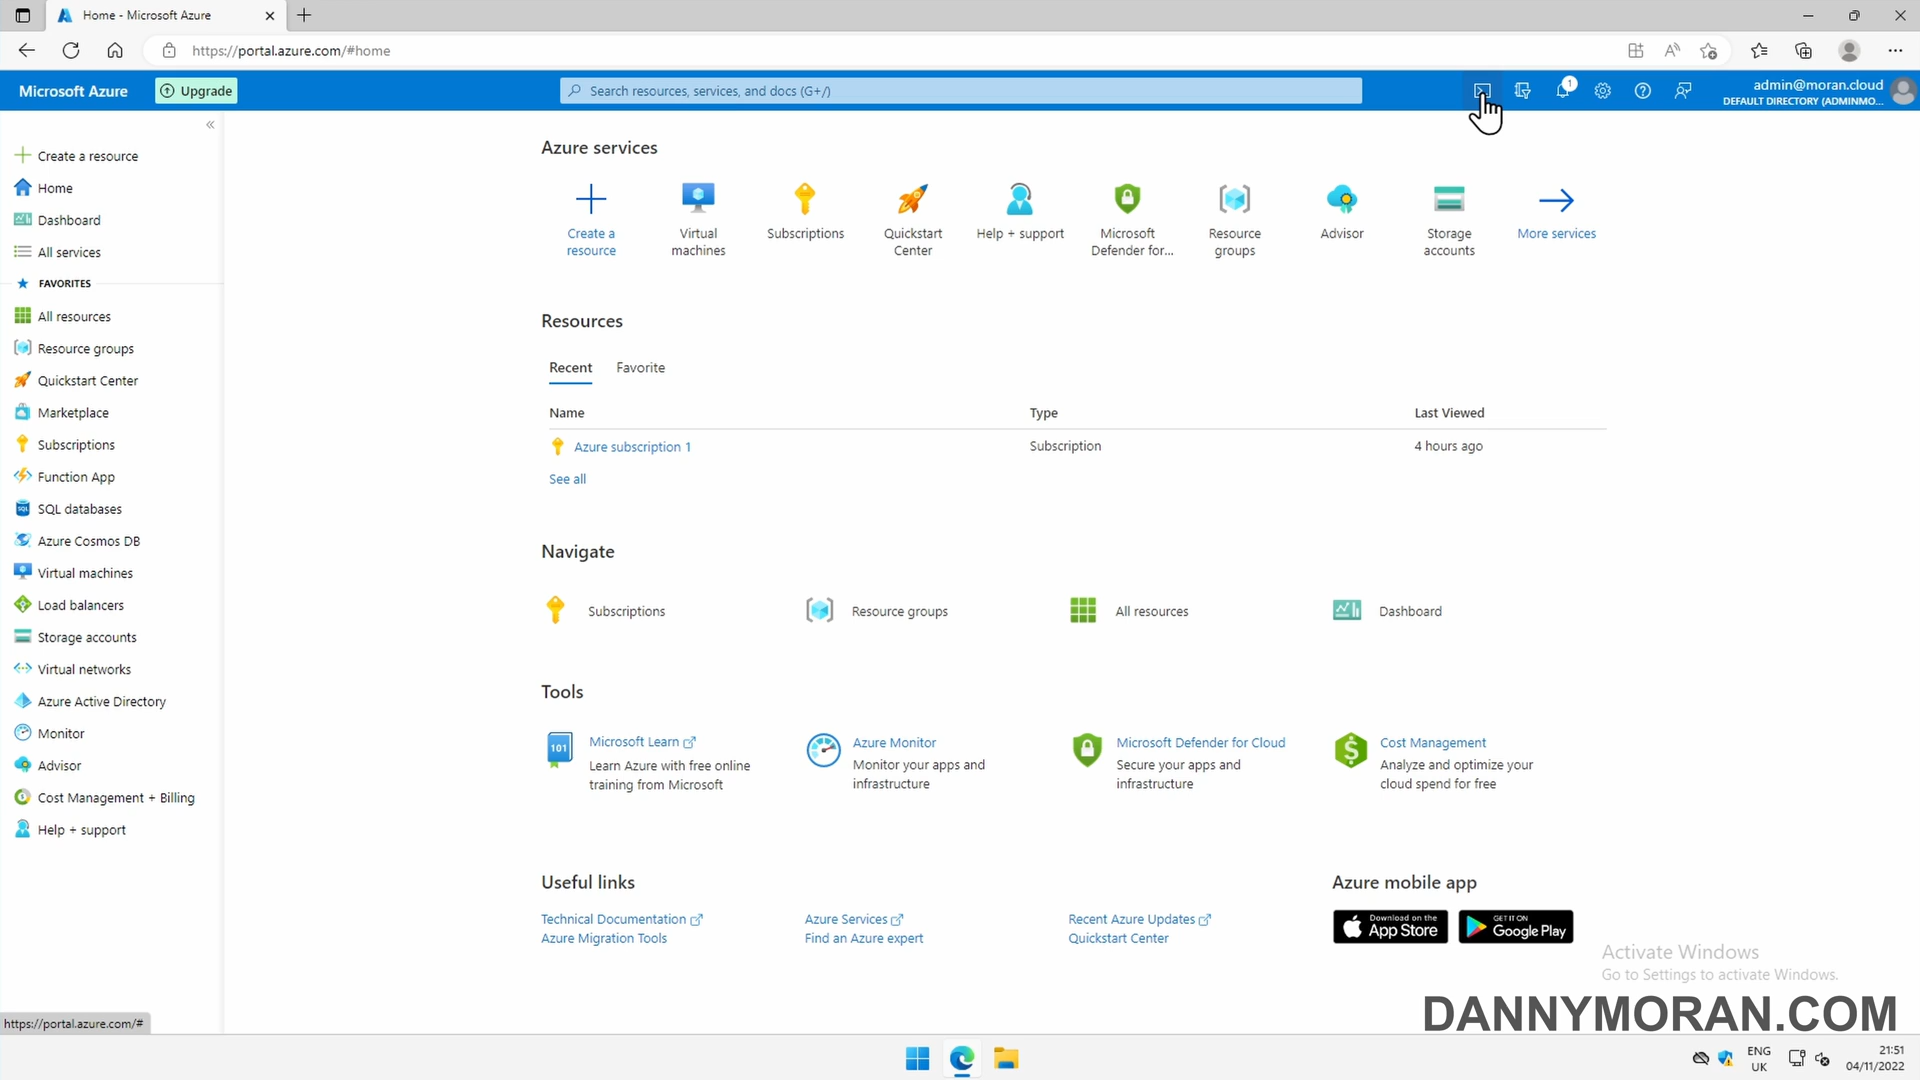 Home - Microsoft Azure
https://portal.azure.com/#home
Microsoft Azure
Upgrade
Search resources, services, and docs (G+/)
1
admin@moran.cloud
DEFAULT DIRECTORY (ADMINMO...
Create a resource
Home
Dashboard
All services
FAVORITES
All resources
Resource groups
Quickstart Center
Marketplace
Subscriptions
Function App
SQL databases
Azure Cosmos DB
Virtual machines
Load balancers
Storage accounts
Virtual networks
Azure Active Directory
Monitor
Advisor
Cost Management + Billing
Help + support
https://portal.azure.com/#
Azure services
Create a
resource
Virtual
machines
Subscriptions
Quickstart
Center
Help + support
Microsoft
Defender for...
Resource
groups
Advisor
Storage
accounts
More services
Resources
Recent
Favorite
Name
Type
Last Viewed
Azure subscription 1
Subscription
4 hours ago
See all
Navigate
Subscriptions
Resource groups
All resources
Dashboard
Tools
101
Microsoft Learn
Learn Azure with free online
training from Microsoft
Azure Monitor
Monitor your apps and
infrastructure
Microsoft Defender for Cloud
Secure your apps and
infrastructure
Cost Management
Analyze and optimize your
cloud spend for free
Useful links
Technical Documentation
Azure Migration Tools
Azure Services
Find an Azure expert
Recent Azure Updates
Quickstart Center
Azure mobile app
Download on the
App Store
GET IT ON
Google Play
Activate Windows
Go to Settings to activate Windows.
DANNYMORAN.COM
ENG
UK
21:51
04/11/2022